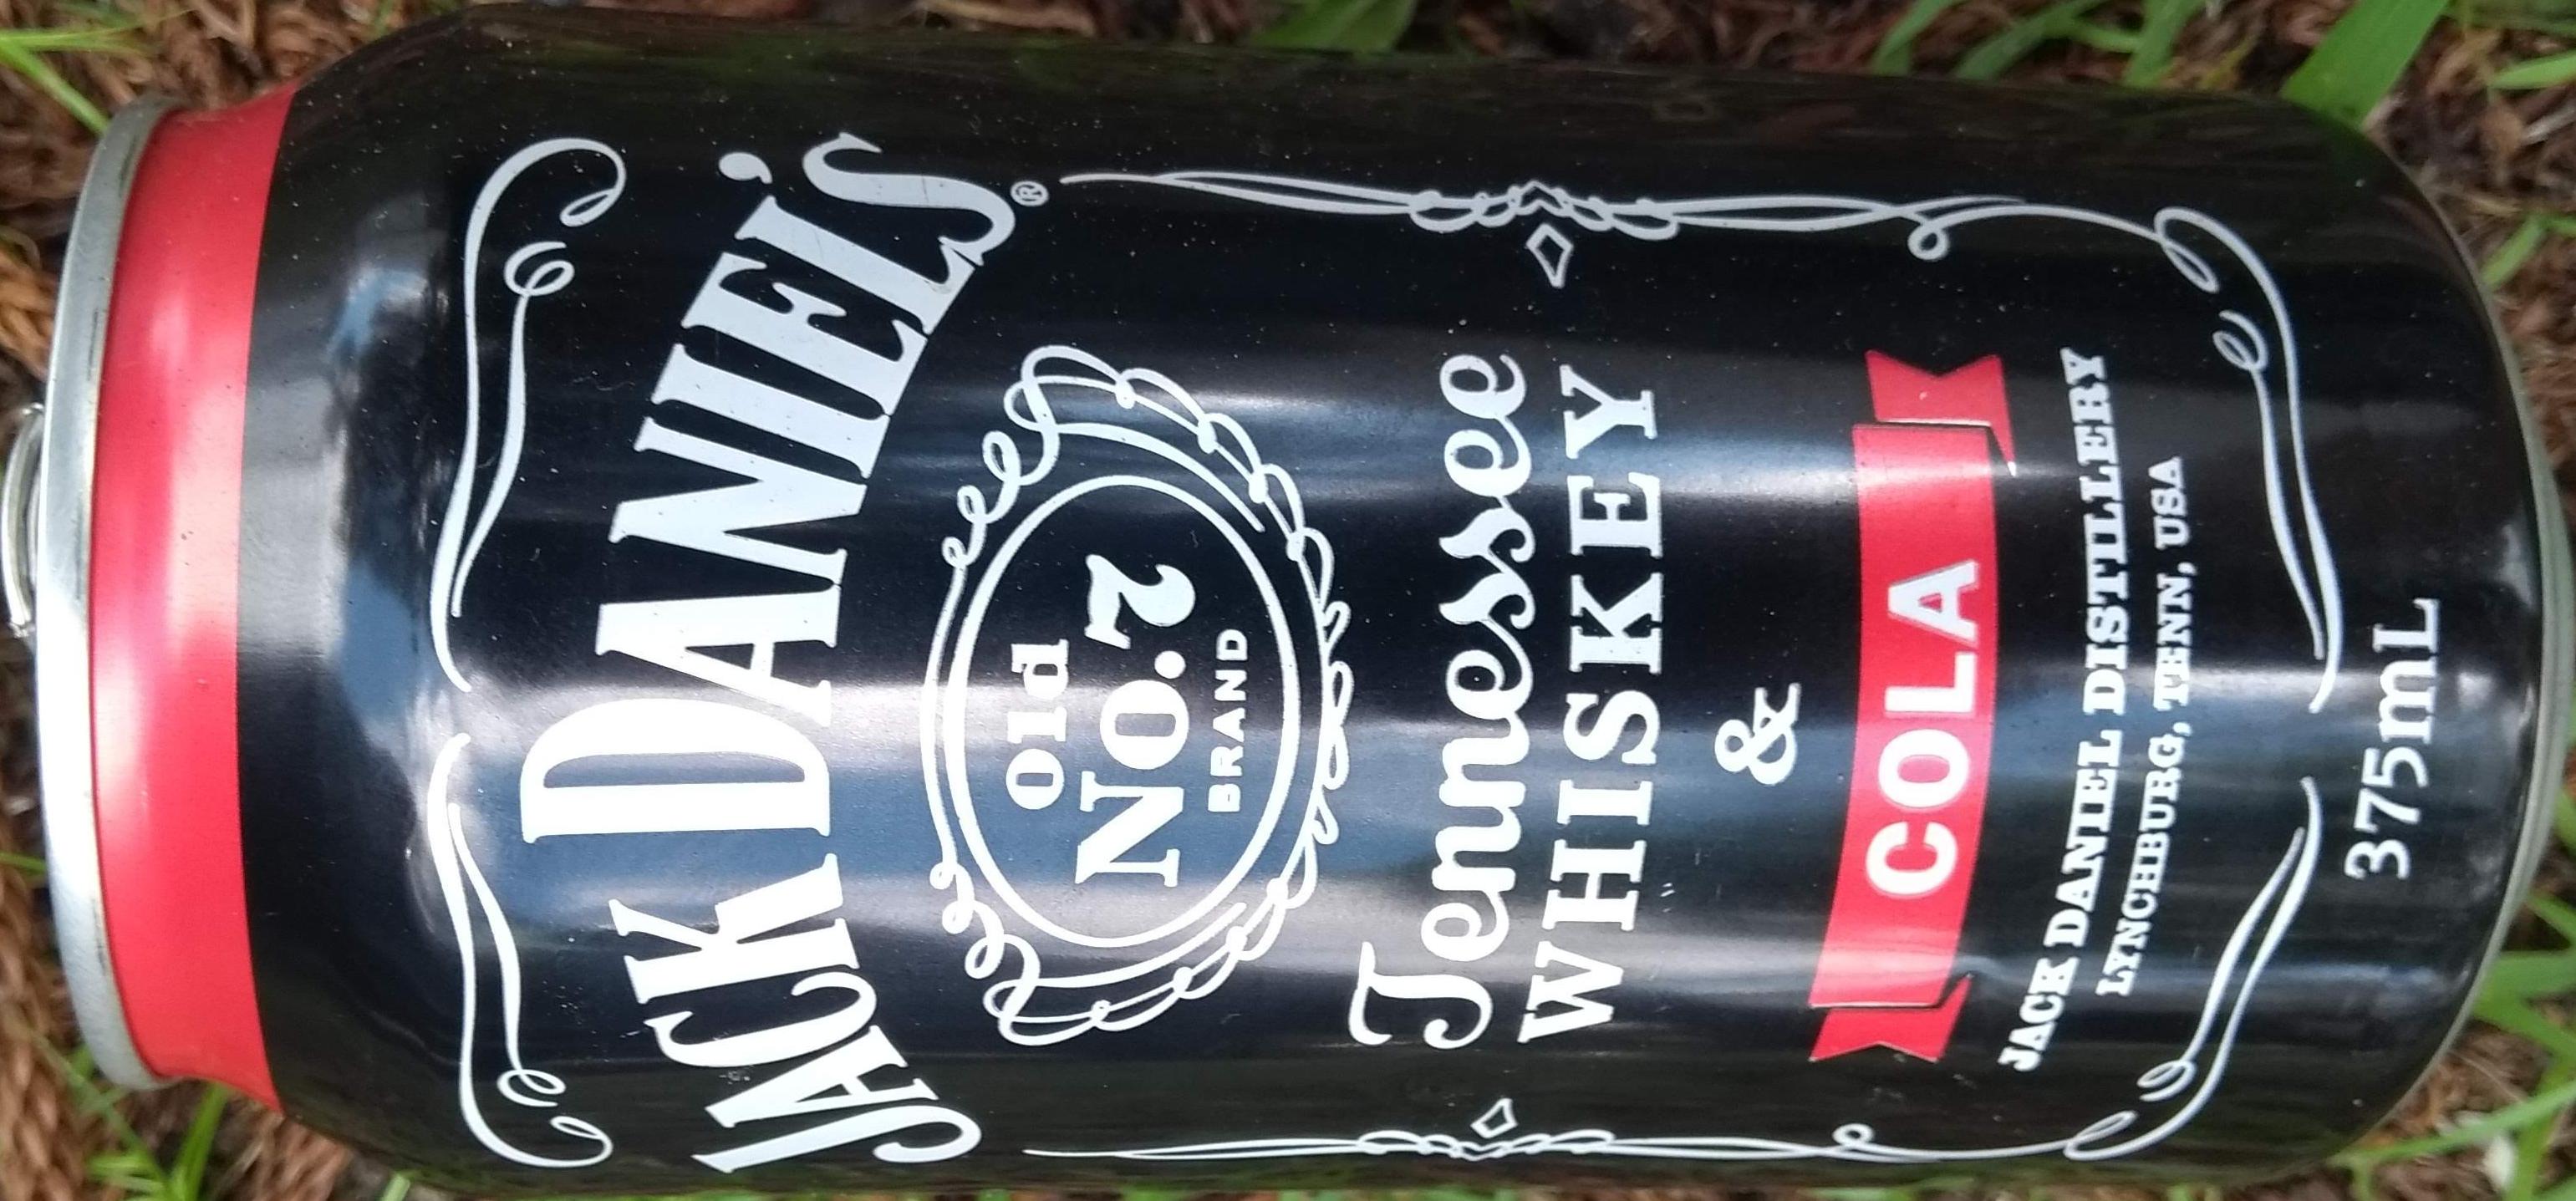 JACK DANIEL'S®
Old
No.7
BRAND
Tennessee
WHISKEY
&
COLA
JACK DANIEL DISTILLERY
LYNCHBURG, TENN, USA
375mL